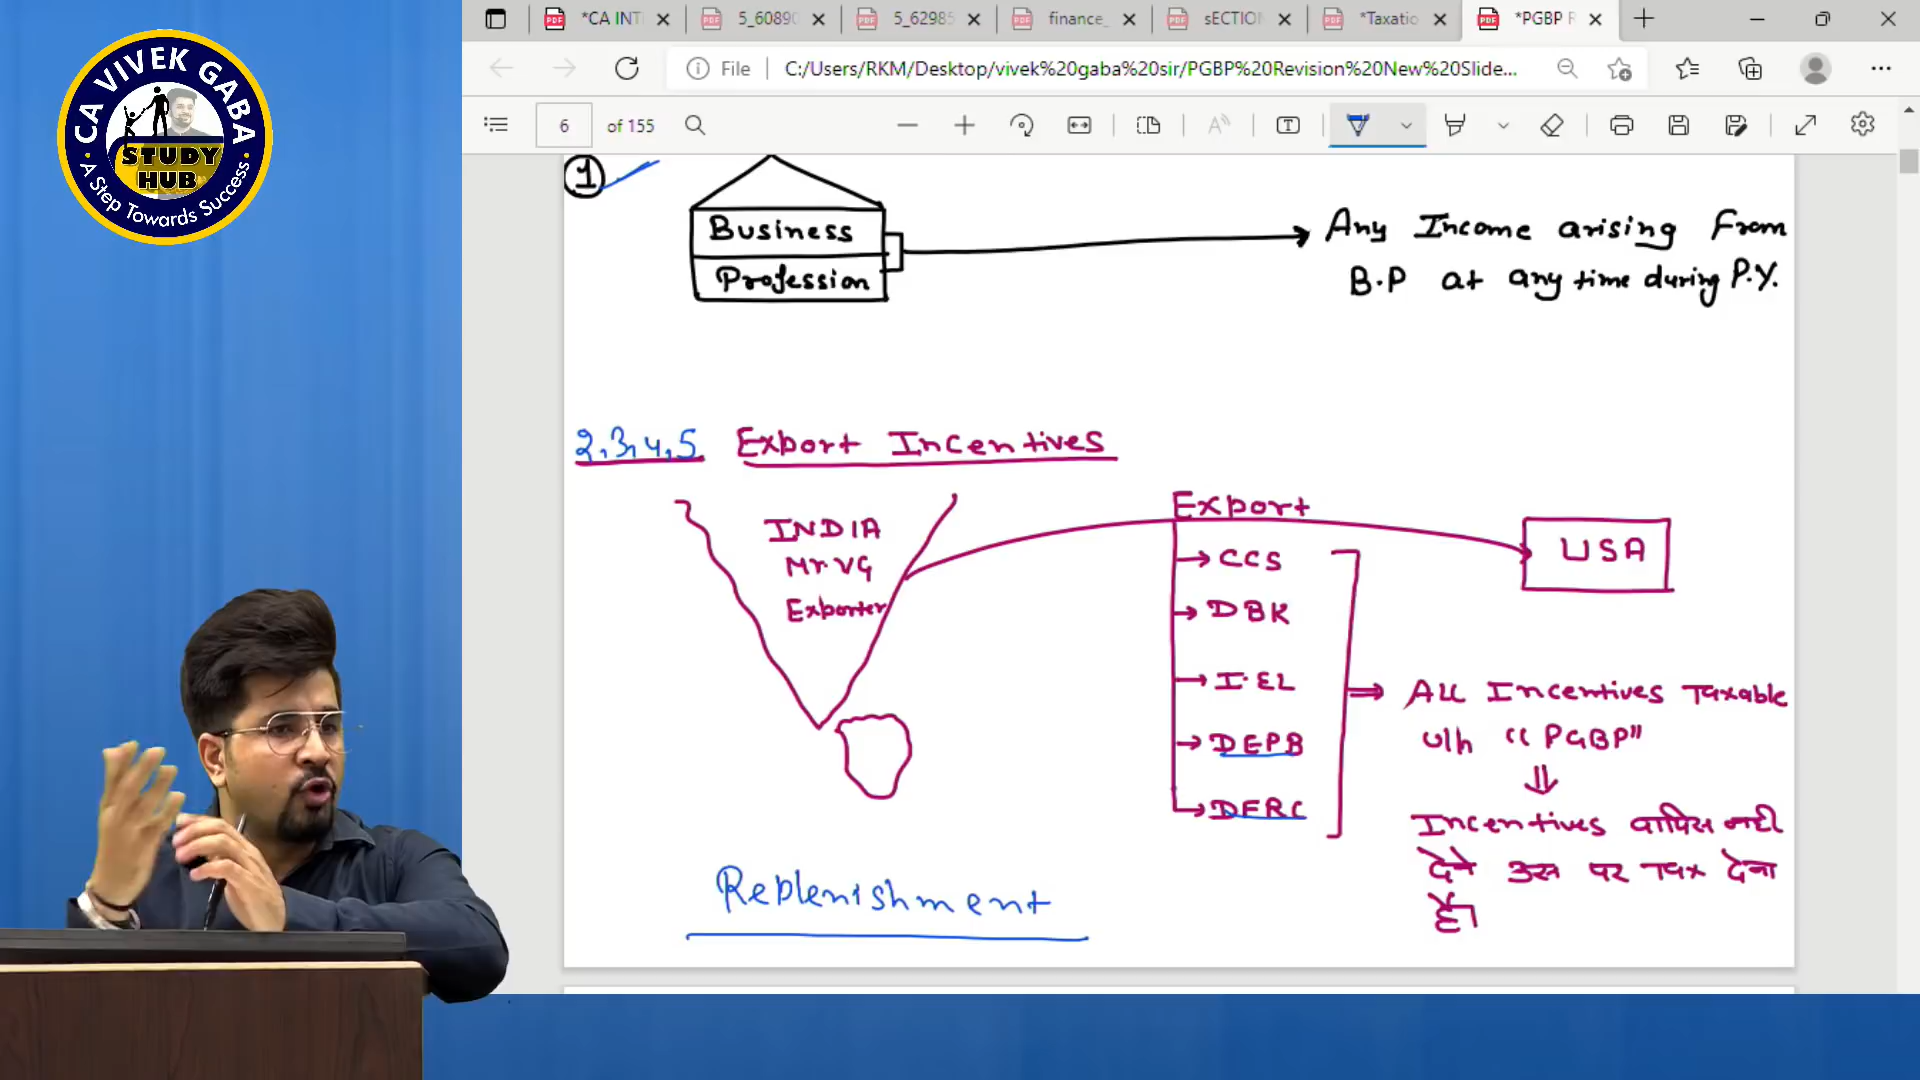 CA VIVEK GABA
STUDY
HUB
A Step Towards Success
*CA INT
5_6089
5_6298
finance_
sECTION
*Taxatio
*PGBP R
File
C:/Users/RKM/Desktop/vivek%20gaba%20sir/PGBP%20Revision%20New%20Slide...
6 of 155
1
Business
Profession
Any Income arising From
B.P at any time during P.Y.
2,3,4,5 Export Incentives
INDIA
Mr. VG
Exporter
Export
CCS
DBK
I.EL
DEPB
DFRC
USA
ALL Incentives Taxable
u/h "PGBP"
Incentives वापिस नही
देने उस पर Tax देना
है
Replenishment